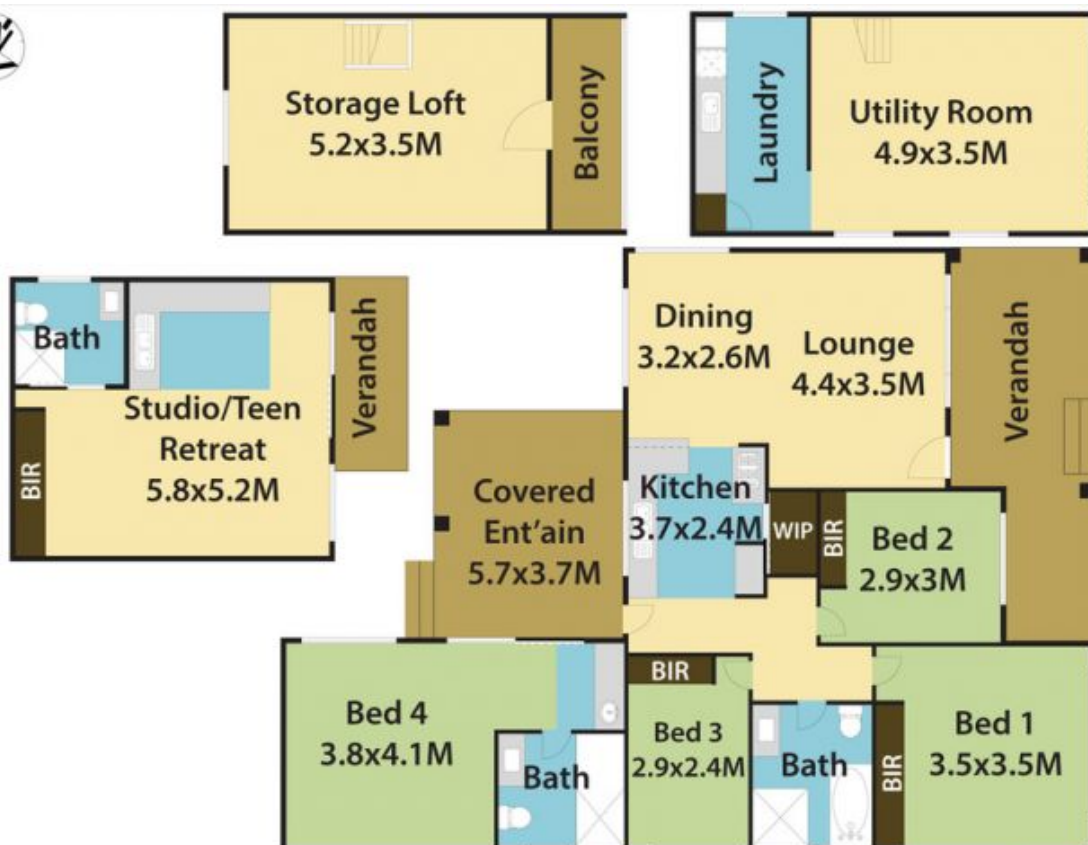 Storage Loft
5.2x3.5M
Balcony
Laundry
Utility Room
4.9x3.5M
Bath
Studio/Teen
Retreat
5.8x5.2M
BIR
Verandah
Covered
Ent'ain
5.7x3.7M
Dining
3.2x2.6M
Lounge
4.4x3.5M
Verandah
Kitchen
3.7x2.4M
WIP
BIR
Bed 2
2.9x3M
Bed 4
3.8x4.1M
Bath
BIR
Bed 3
2.9x2.4M
Bath
BIR
Bed 1
3.5x3.5M